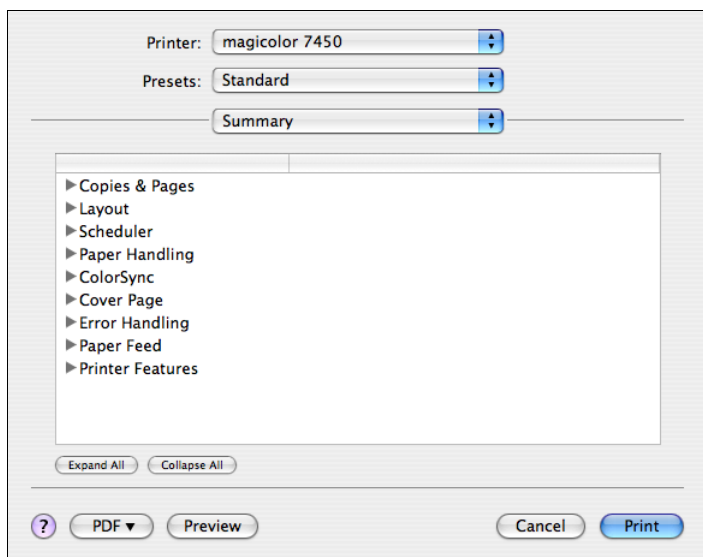 Printer: magicolor 7450
Presets: Standard
Summary
Copies & Pages
Layout
Scheduler
Paper Handling
ColorSync
Cover Page
Error Handling
Paper Feed
Printer Features
Expand All Collapse All
? PDF ▼ Preview Cancel Print